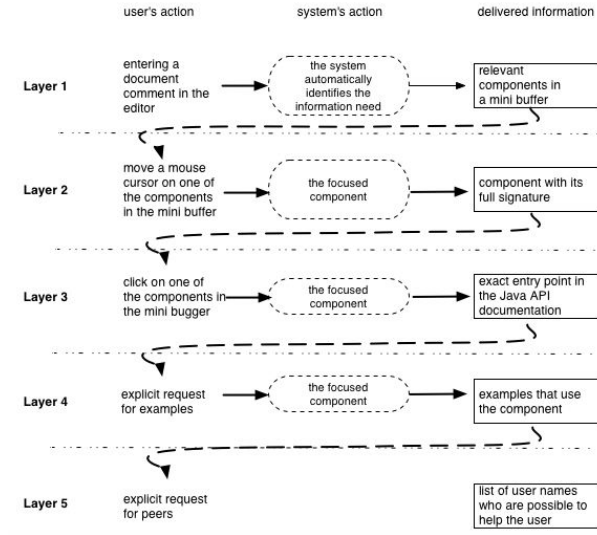 user's action
system's action
delivered information
Layer 1
entering a
document
comment in the
editor
the system
automatically
identifies the
information need
relevant
components in
a mini buffer
Layer 2
move a mouse
cursor on one of
the components
in the mini buffer
the focused
component
component with its
full signature
Layer 3
click on one of
the components in
the mini bugger
the focused
component
exact entry point in
the Java API
documentation
Layer 4
explicit request
for examples
the focused
component
examples that use
the component
Layer 5
explicit request
for peers
list of user names
who are possible to
help the user